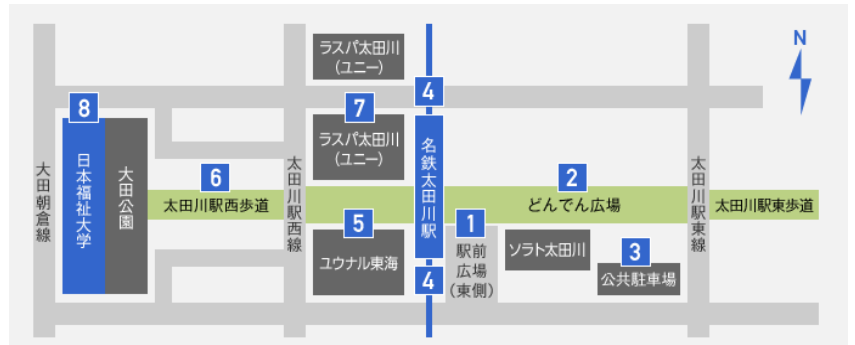 ラスパ太田川
(ユニー)
N
4
8
7
ラスパ太田川
(ユニー)
名鉄太田川駅
大田朝倉線
日本福祉大学
大田公園
6
太田川駅西歩道
太田川駅西線
2
どんでん広場
太田川駅東線
太田川駅東歩道
5
ユウナル東海
1
駅前
広場
(東側)
ソラト太田川
3
公共駐車場
4